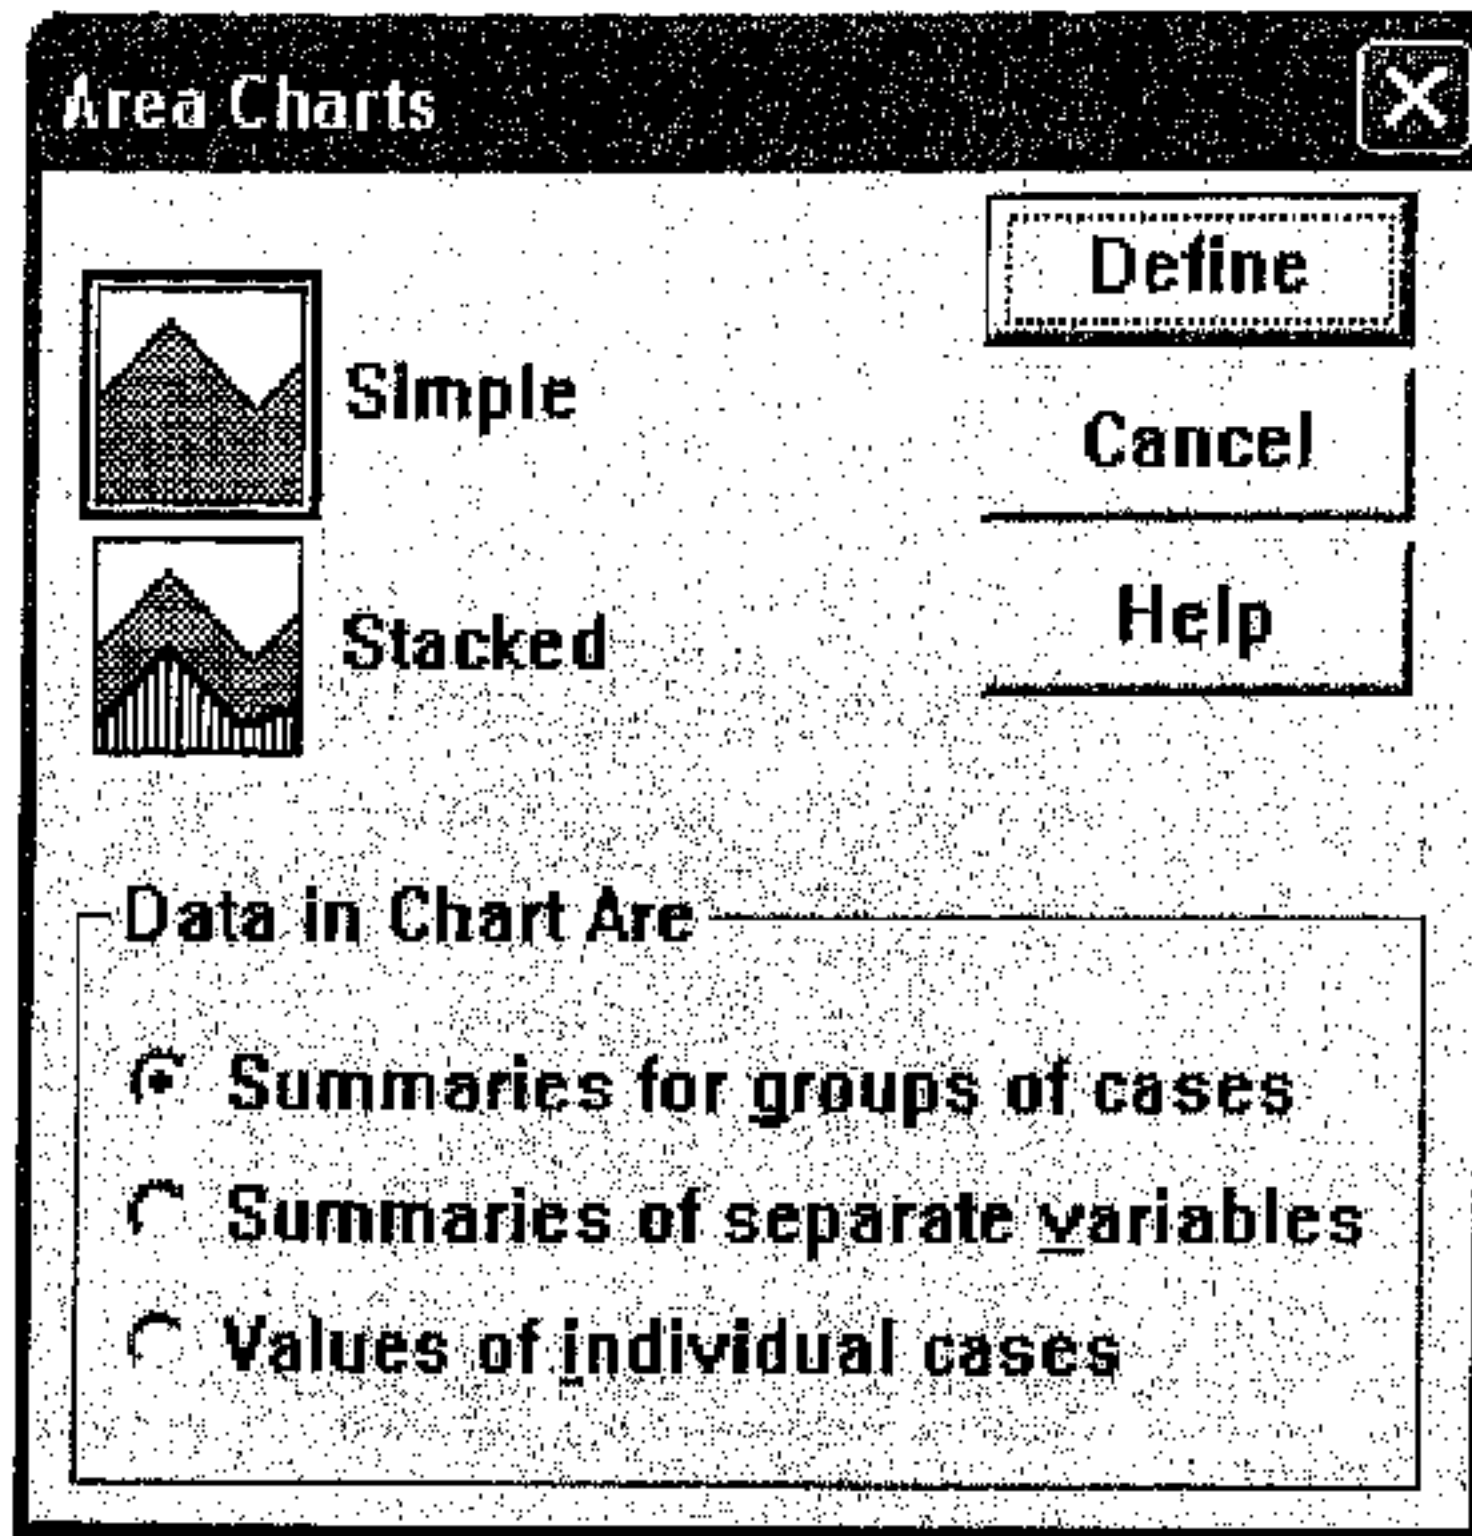 Area Charts
Define
Simple
Cancel
Stacked
Help
Data in Chart Are
Summaries for groups of cases
Summaries of separate variables
Values of individual cases